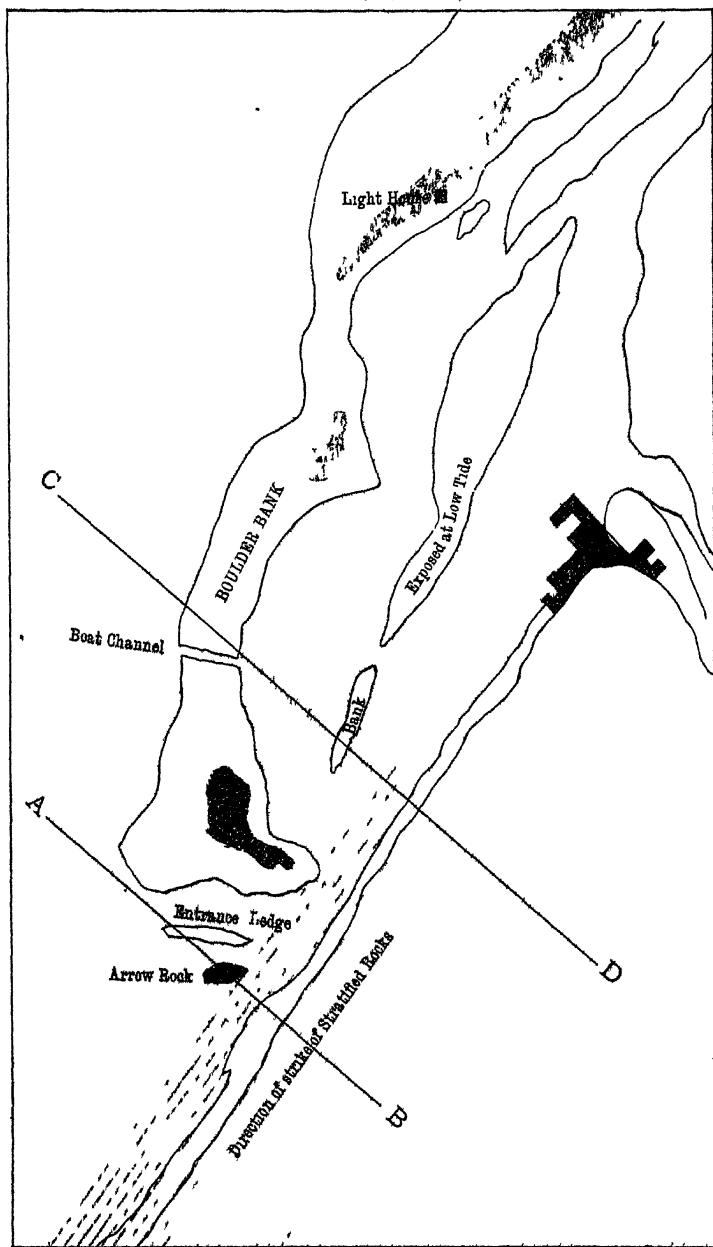 Light House
C
BOULDER BANK
Exposed at Low Tide
Boat Channel
Bank
A
Entrance Ledge
Arrow Rock
D
Direction of strike of Stratified Rocks
B